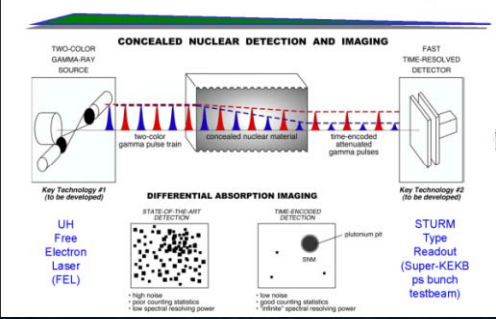 CONCEALED NUCLEAR DETECTION AND IMAGING
TWO-COLOR
GAMMA-RAY
SOURCE
FAST
TIME-RESOLVED
DETECTOR
two-color
gamma pulse train
concealed nuclear material
time-encoded
attenuated
gamma pulses
Key Technology #1
(to be developed)
Key Technology #2
(to be developed)
DIFFERENTIAL ABSORPTION IMAGING
STATE-OF-THE-ART
DETECTION
• high noise
• poor counting statistics
• low spectral resolving power
TIME-ENCODED
DETECTION
plutonium pit
SNM
• low noise
• good counting statistics
• "infinite" spectral resolving power
UH
Free
Electron
Laser
(FEL)
STURM
Type
Readout
(Super-KEKB
ps bunch
testbeam)